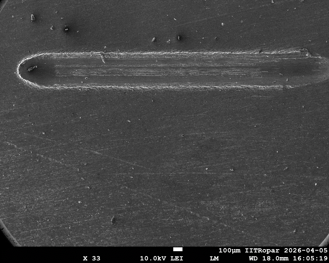 100µm IITRopar 2026-04-05
X 33 10.0kV LEI LM WD 18.0mm 16:05:19